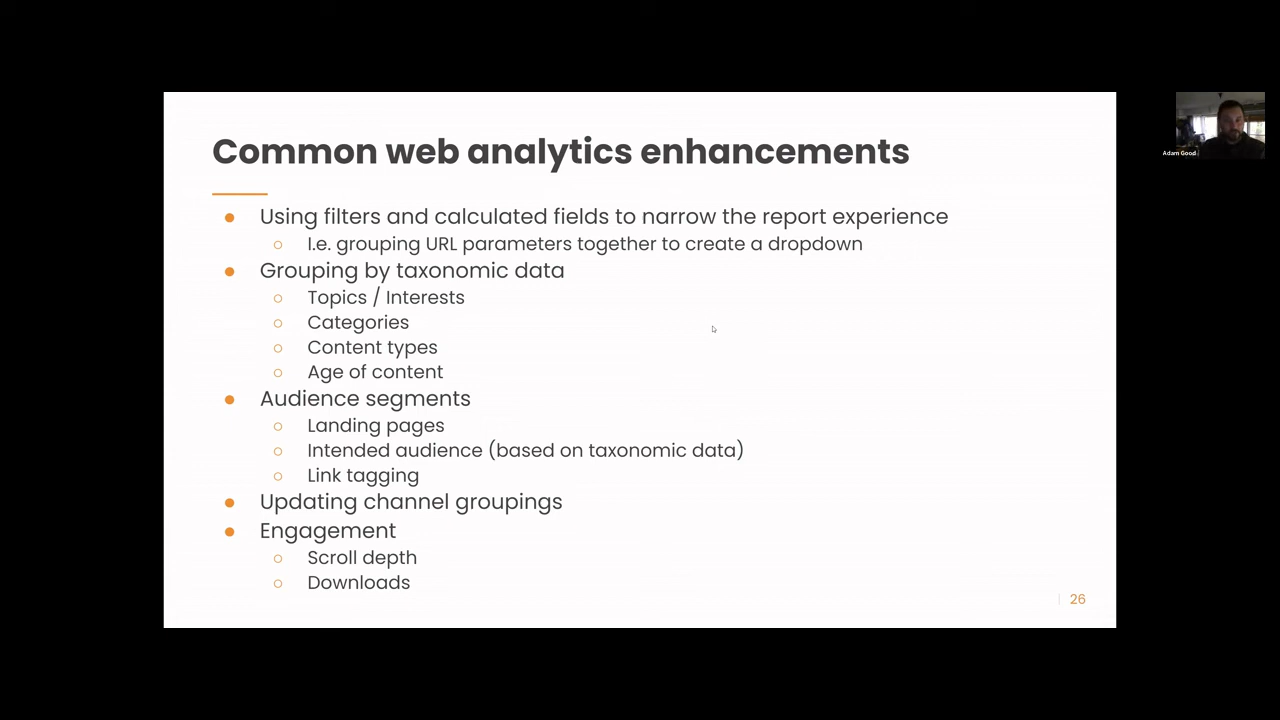 Common web analytics enhancements
Using filters and calculated fields to narrow the report experience
I.e. grouping URL parameters together to create a dropdown
Grouping by taxonomic data
Topics / Interests
Categories
Content types
Age of content
Audience segments
Landing pages
Intended audience (based on taxonomic data)
Link tagging
Updating channel groupings
Engagement
Scroll depth
Downloads
26
Adam Good